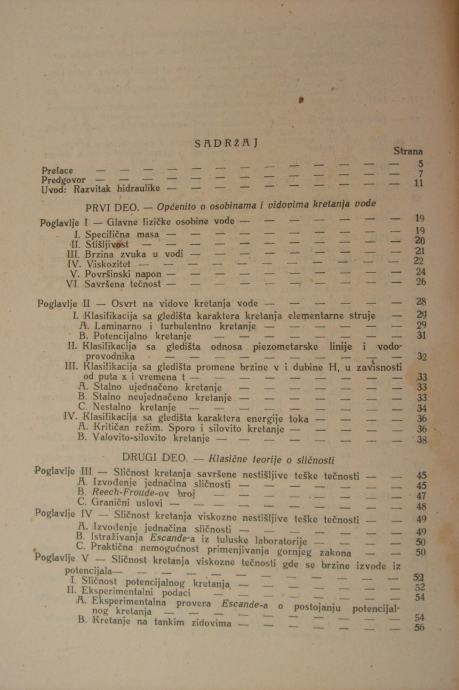 SADRŽAJ
Strana
Preface — — — — — — — — — — — 5
Predgovor — — — — — — — — — — — 7
Uvod: Razvitak hidraulike — — — — — — — — 11
PRVI DEO. — Općenito o osobinama i vidovima kretanja vode
Poglavlje I — Glavne fizičke osobine vode — — — — — — 19
I. Specifična masa — — — — — — — — 19
II. Stišljivost — — — — — — — — 20
III. Brzina zvuka u vodi — — — — — — — 21
IV. Viskozitet — — — — — — — — — 22
V. Površinski napon — — — — — — — — 24
VI. Savršena tečnost — — — — — — — — 26
Poglavlje II — Osvrt na vidove kretanja vode — — — — — 28
I. Klasifikacija sa gledišta karaktera kretanja elementarne struje — — 29
A. Laminarno i turbulentno kretanje — — — — — 29
B. Potencijalno kretanje — — — — — — — 31
II. Klasifikacija sa gledišta odnosa piezometarske linije i vodo-
provodnika — — — — — — — — — 32
III. Klasifikacija sa gledišta promene brzine v i dubine H, u zavisnosti
od puta x i vremena t — — — — — — — 33
A. Stalno ujednačeno kretanje — — — — — — 33
B. Stalno neujednačeno kretanje — — — — — — 33
C. Nestalno kretanje — — — — — — — 34
IV. Klasifikacija sa gledišta karaktera energije toka — — — — 36
A. Kritičan režim. Sporo i silovito kretanje — — — — 36
B. Valovito-silovito kretanje — — — — — — 38
DRUGI DEO. — Klasične teorije o sličnosti
Poglavlje III — Sličnost kretanja savršene nestišljive teške tečnosti — — 45
A. Izvođenje jednačina sličnosti — — — — — 45
B. Reech-Froude-ov broj — — — — — — 47
C. Granični uslovi — — — — — — — 48
Poglavlje IV — Sličnost kretanja viskozne nestišljive teške tečnosti — — 49
A. Izvođenje jednačina sličnosti — — — — — 49
B. Istraživanja Escande-a iz tuluske laboratorije — — — 50
C. Praktična nemogućnost primenjivanja gornjeg zakona — — 50
Poglavlje V — Sličnost kretanja viskozne tečnosti gde se brzine izvode iz
potencijala — — — — — — — — — 52
I. Sličnost potencijalnog kretanja — — — — — — 52
II. Eksperimentalni podaci — — — — — — — 54
A. Eksperimentalna provera Escande-a o postojanju potencijal-
nog kretanja — — — — — — — — 54
B. Kretanje na tankim zidovima — — — — — — 56